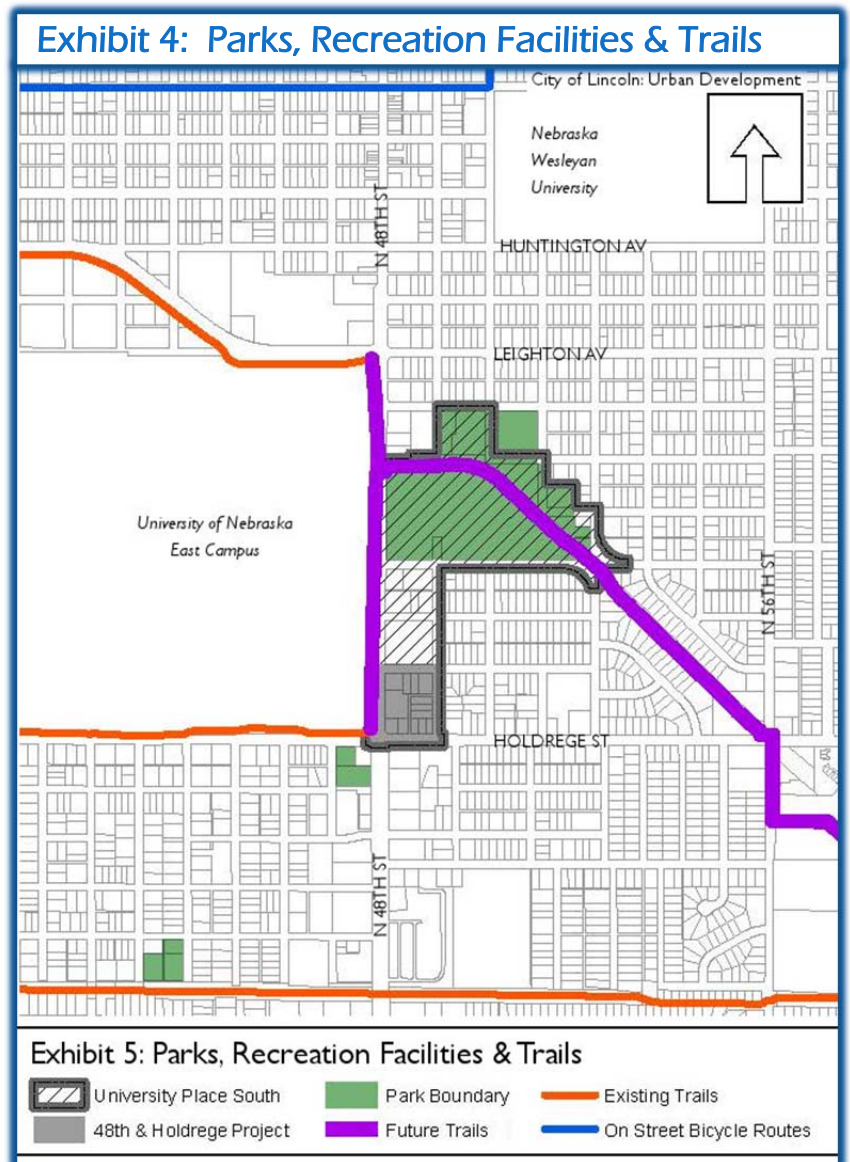 Exhibit 4: Parks, Recreation Facilities & Trails
City of Lincoln: Urban Development
Nebraska
Wesleyan
University
N 48TH ST
HUNTINGTON AV
LEIGHTON AV
University of Nebraska
East Campus
N 56TH ST
HOLDREGE ST
N 48TH ST
Exhibit 5: Parks, Recreation Facilities & Trails
University Place South
Park Boundary
Existing Trails
48th & Holdrege Project
Future Trails
On Street Bicycle Routes